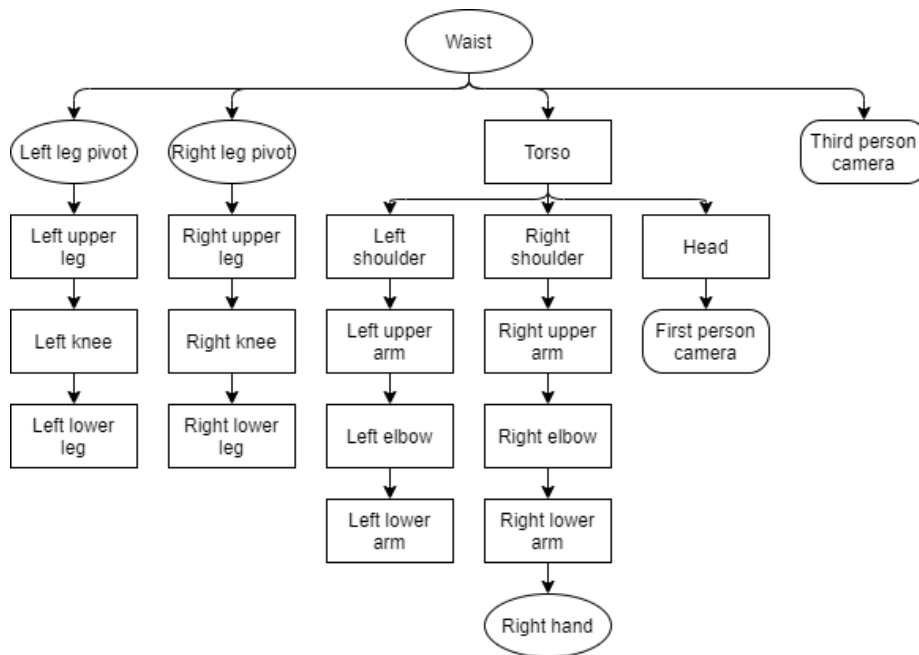 Waist
Left leg pivot
Right leg pivot
Torso
Third person
camera
Left upper
leg
Right upper
leg
Left
shoulder
Right
shoulder
Head
Left knee
Right knee
Left upper
arm
Right upper
arm
First person
camera
Left lower
leg
Right lower
leg
Left elbow
Right elbow
Left lower
arm
Right lower
arm
Right hand